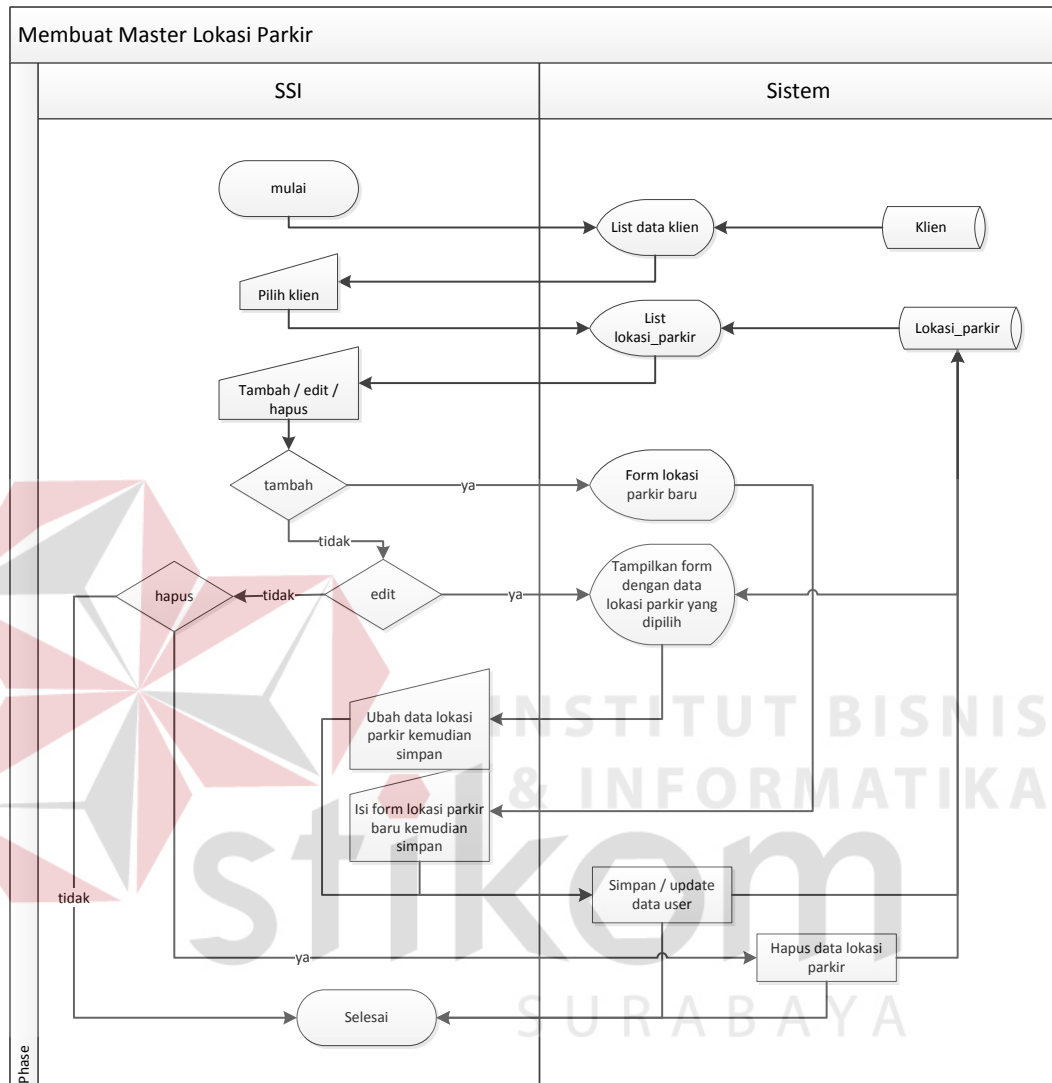 Membuat Master Lokasi Parkir
SSI
Sistem
mulai
List data klien
Klien
Pilih klien
List
lokasi_parkir
Lokasi_parkir
Tambah / edit /
hapus
tambah
ya
Form lokasi
parkir baru
tidak
hapus
tidak
edit
ya
Tampilkan form
dengan data
lokasi parkir yang
dipilih
Ubah data lokasi
parkir kemudian
simpan
INSTITUT BISNIS
& INFORMATIKA
Isi form lokasi parkir
baru kemudian
simpan
stikom
tidak
Simpan / update
data user
ya
Hapus data lokasi
parkir
Selesai
SURABAYA
Phase